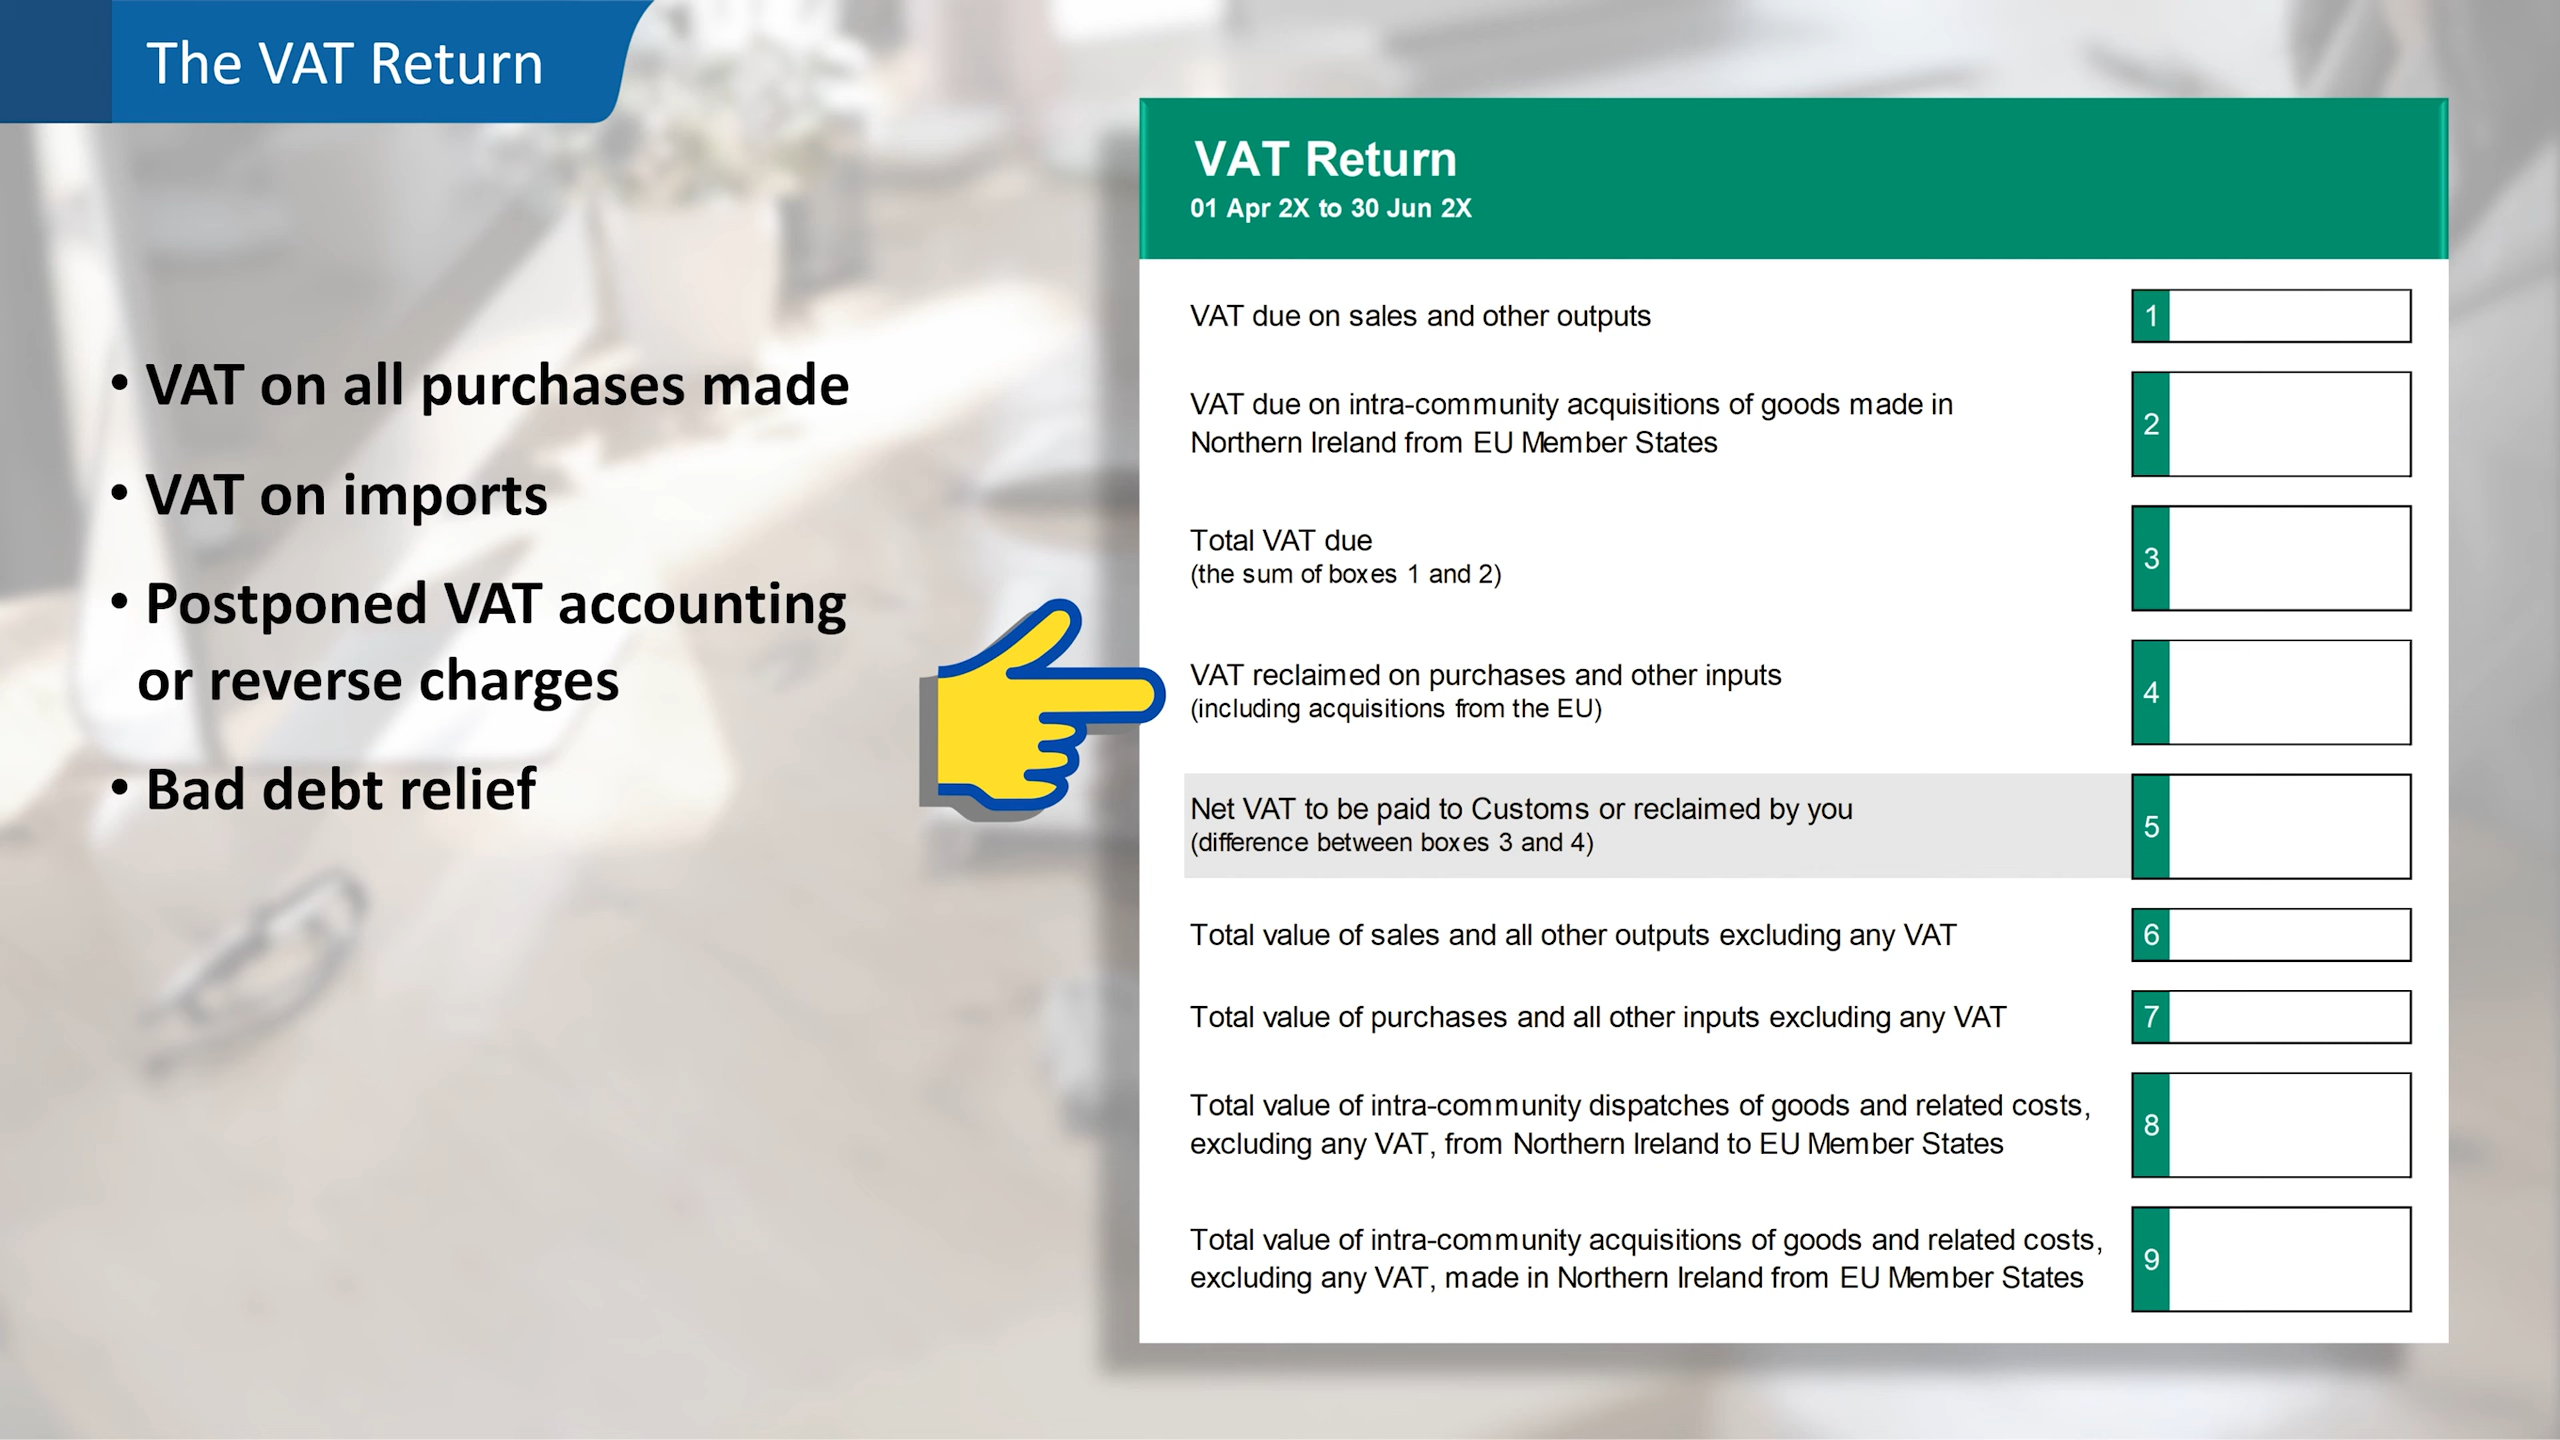 The VAT Return
• VAT on all purchases made
• VAT on imports
• Postponed VAT accounting
or reverse charges
• Bad debt relief
VAT Return
01 Apr 2X to 30 Jun 2X
VAT due on sales and other outputs
1
VAT due on intra-community acquisitions of goods made in
Northern Ireland from EU Member States
2
Total VAT due
(the sum of boxes 1 and 2)
3
VAT reclaimed on purchases and other inputs
(including acquisitions from the EU)
4
Net VAT to be paid to Customs or reclaimed by you
(difference between boxes 3 and 4)
5
Total value of sales and all other outputs excluding any VAT
6
Total value of purchases and all other inputs excluding any VAT
7
Total value of intra-community dispatches of goods and related costs,
excluding any VAT, from Northern Ireland to EU Member States
8
Total value of intra-community acquisitions of goods and related costs,
excluding any VAT, made in Northern Ireland from EU Member States
9